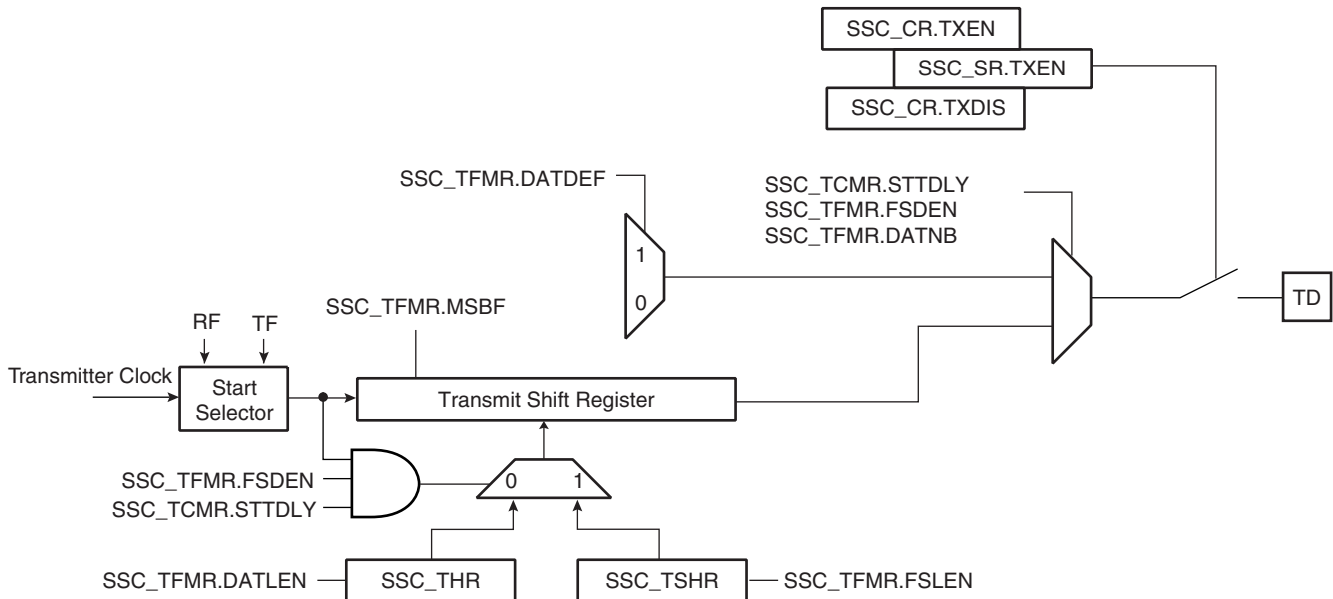 SSC_CR.TXEN
SSC_SR.TXEN
SSC_CR.TXDIS
SSC_TFMR.DATDEF
SSC_TCMR.STTDLY
SSC_TFMR.FSDEN
SSC_TFMR.DATNB
1
0
TD
SSC_TFMR.MSBF
RF
TF
Transmitter Clock
Start
Selector
Transmit Shift Register
SSC_TFMR.FSDEN
SSC_TCMR.STTDLY
0
1
SSC_TFMR.DATLEN
SSC_THR
SSC_TSHR
SSC_TFMR.FSLEN